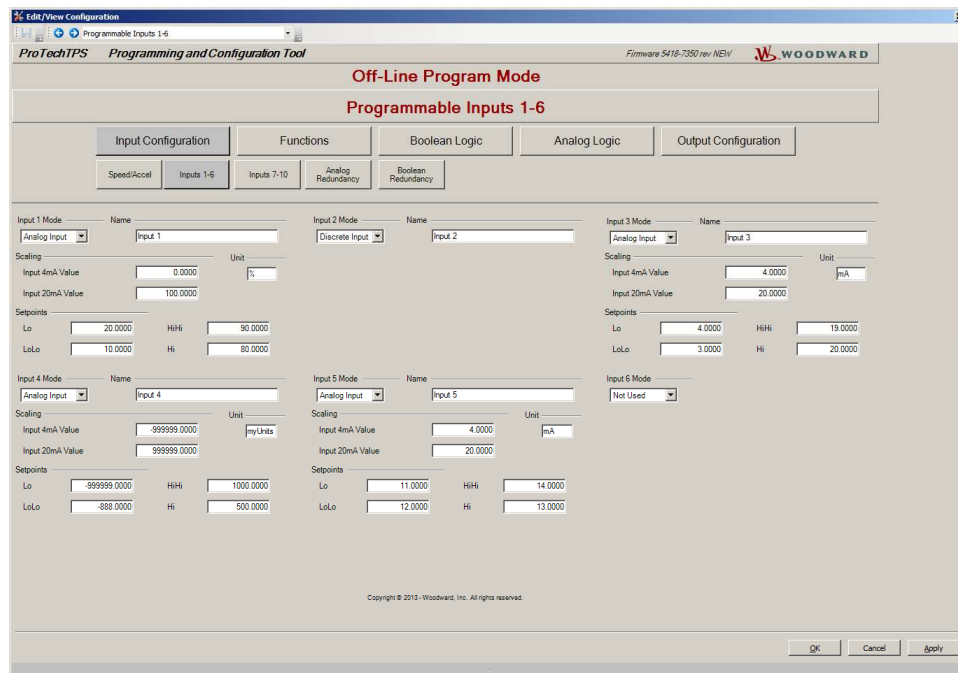 Edit/View Configuration
Programmable Inputs 1-6
ProTechTPS Programming and Configuration Tool Firmware 5418-7350 rev NEW WOODWARD
Off-Line Program Mode
Programmable Inputs 1-6
Input Configuration Functions Boolean Logic Analog Logic Output Configuration
Speed/Accel Inputs 1-6 Inputs 7-10 Analog Redundancy Boolean Redundancy
Input 1 Mode Name
Analog Input Input 1
Scaling Unit
Input 4mA Value 0.0000 %
Input 20mA Value 100.0000
Setpoints
Lo 20.0000 HiHi 90.0000
LoLo 10.0000 Hi 80.0000
Input 2 Mode Name
Discrete Input Input 2
Input 3 Mode Name
Analog Input Input 3
Scaling Unit
Input 4mA Value 4.0000 mA
Input 20mA Value 20.0000
Setpoints
Lo 4.0000 HiHi 19.0000
LoLo 3.0000 Hi 20.0000
Input 4 Mode Name
Analog Input Input 4
Scaling Unit
Input 4mA Value -999999.0000 myUnits
Input 20mA Value 999999.0000
Setpoints
Lo -999999.0000 HiHi 1000.0000
LoLo -888.0000 Hi 500.0000
Input 5 Mode Name
Analog Input Input 5
Scaling Unit
Input 4mA Value 4.0000 mA
Input 20mA Value 20.0000
Setpoints
Lo 11.0000 HiHi 14.0000
LoLo 12.0000 Hi 13.0000
Input 6 Mode
Not Used
Copyright © 2013 - Woodward, Inc. All rights reserved.
OK Cancel Apply